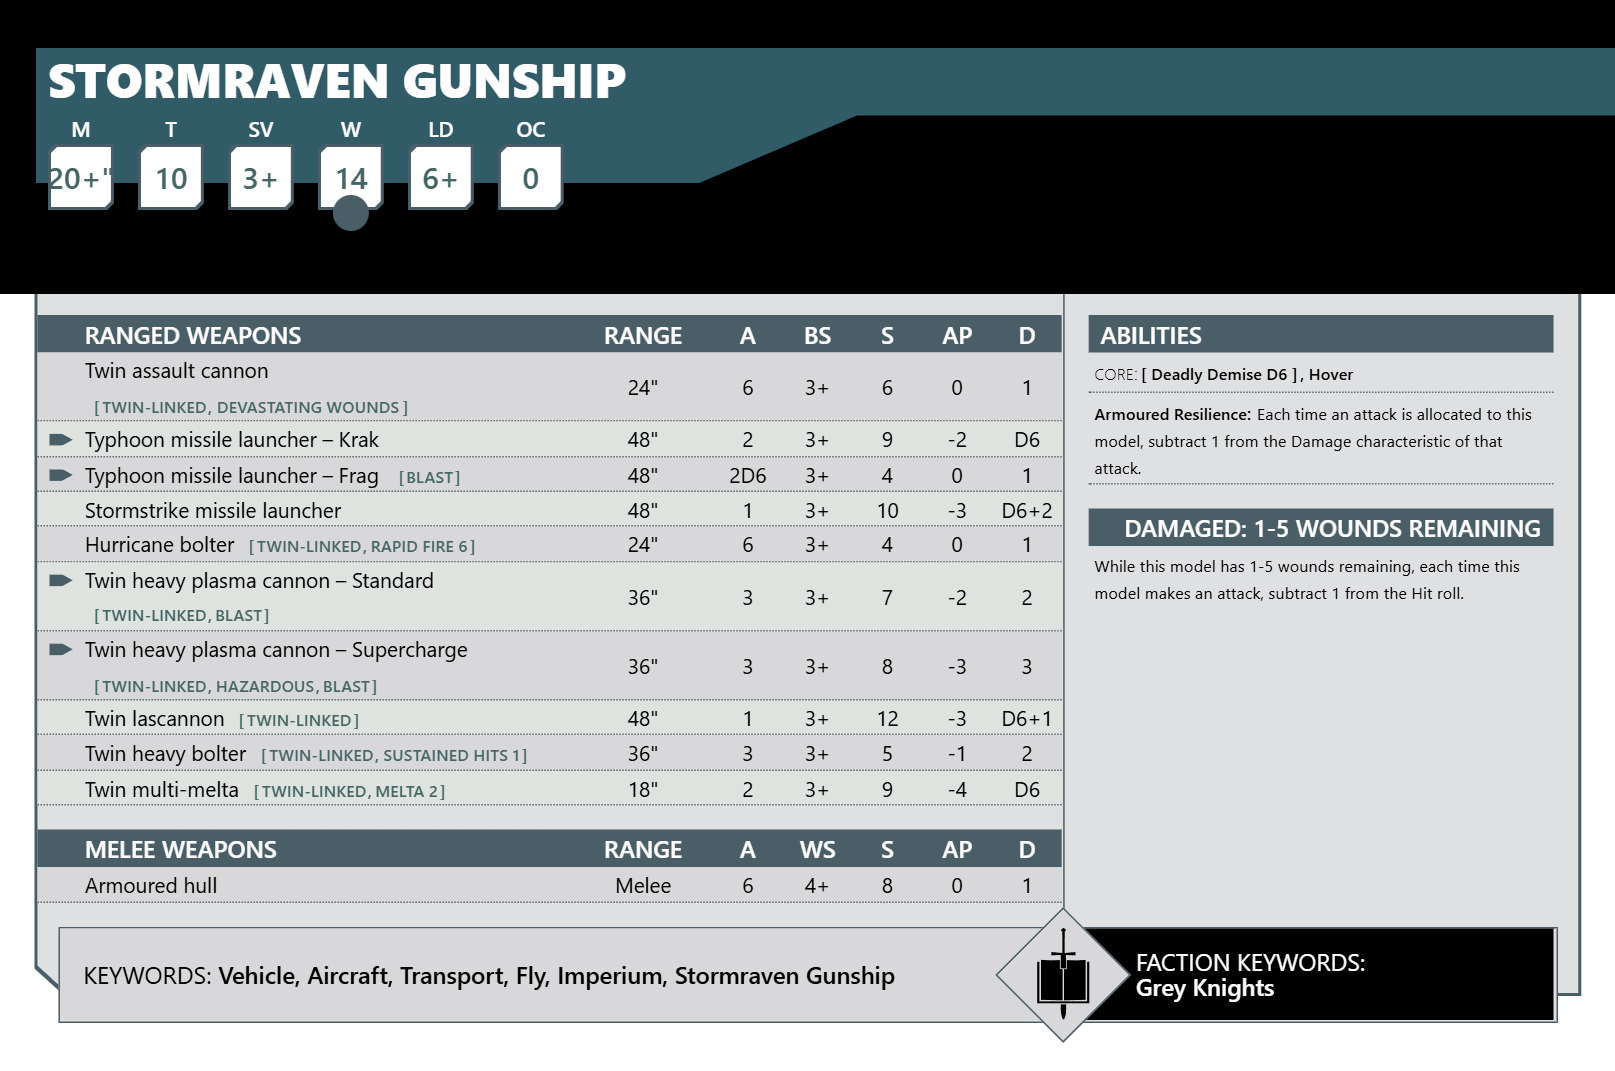 STORMRAVEN GUNSHIP
M T SV W LD OC
20+" 10 3+ 14 6+ 0
RANGED WEAPONS RANGE A BS S AP D
Twin assault cannon
[TWIN-LINKED, DEVASTATING WOUNDS] 24" 6 3+ 6 0 1
Typhoon missile launcher – Krak 48" 2 3+ 9 -2 D6
Typhoon missile launcher – Frag [BLAST] 48" 2D6 3+ 4 0 1
Stormstrike missile launcher 48" 1 3+ 10 -3 D6+2
Hurricane bolter [TWIN-LINKED, RAPID FIRE 6] 24" 6 3+ 4 0 1
Twin heavy plasma cannon – Standard
[TWIN-LINKED, BLAST] 36" 3 3+ 7 -2 2
Twin heavy plasma cannon – Supercharge
[TWIN-LINKED, HAZARDOUS, BLAST] 36" 3 3+ 8 -3 3
Twin lascannon [TWIN-LINKED] 48" 1 3+ 12 -3 D6+1
Twin heavy bolter [TWIN-LINKED, SUSTAINED HITS 1] 36" 3 3+ 5 -1 2
Twin multi-melta [TWIN-LINKED, MELTA 2] 18" 2 3+ 9 -4 D6
MELEE WEAPONS RANGE A WS S AP D
Armoured hull Melee 6 4+ 8 0 1
ABILITIES
CORE: [ Deadly Demise D6 ] , Hover
Armoured Resilience: Each time an attack is allocated to this
model, subtract 1 from the Damage characteristic of that
attack.
DAMAGED: 1-5 WOUNDS REMAINING
While this model has 1-5 wounds remaining, each time this
model makes an attack, subtract 1 from the Hit roll.
KEYWORDS: Vehicle, Aircraft, Transport, Fly, Imperium, Stormraven Gunship
FACTION KEYWORDS:
Grey Knights